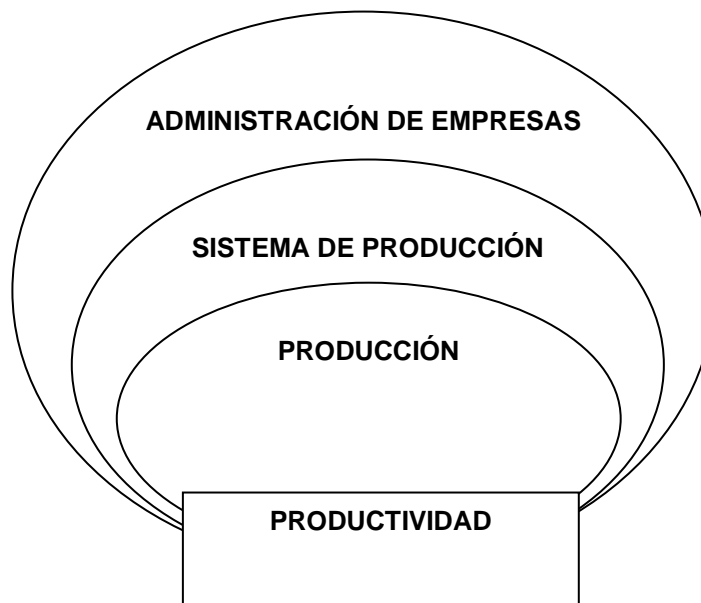 ADMINISTRACIÓN DE EMPRESAS
SISTEMA DE PRODUCCIÓN
PRODUCCIÓN
PRODUCTIVIDAD